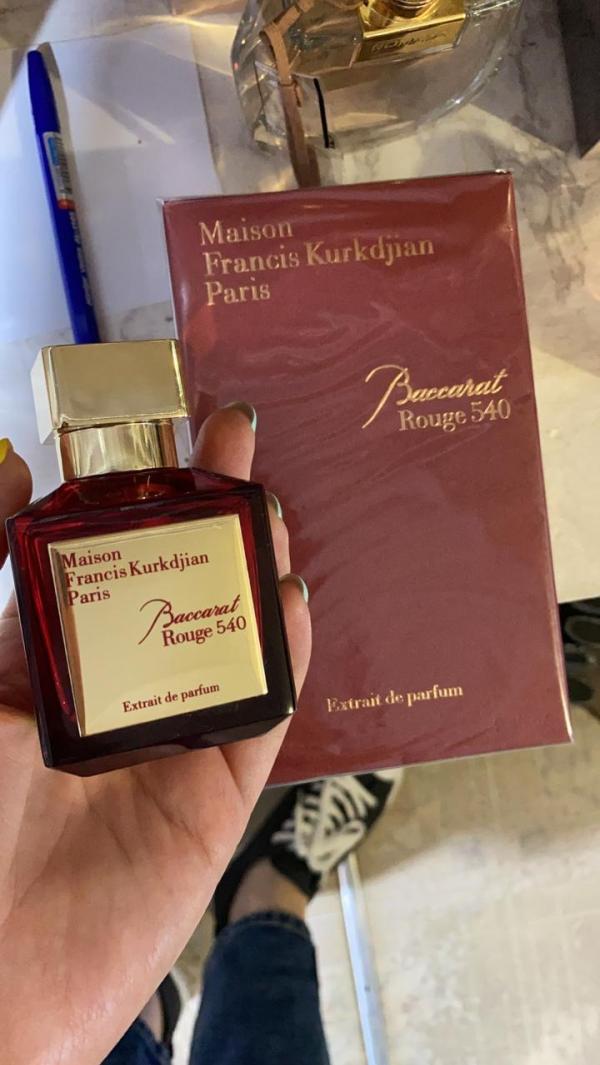 Maison
Francis Kurkdjian
Paris
Baccarat
Rouge 540
Extrait de parfum
Maison
Francis Kurkdjian
Paris
Baccarat
Rouge 540
Extrait de parfum